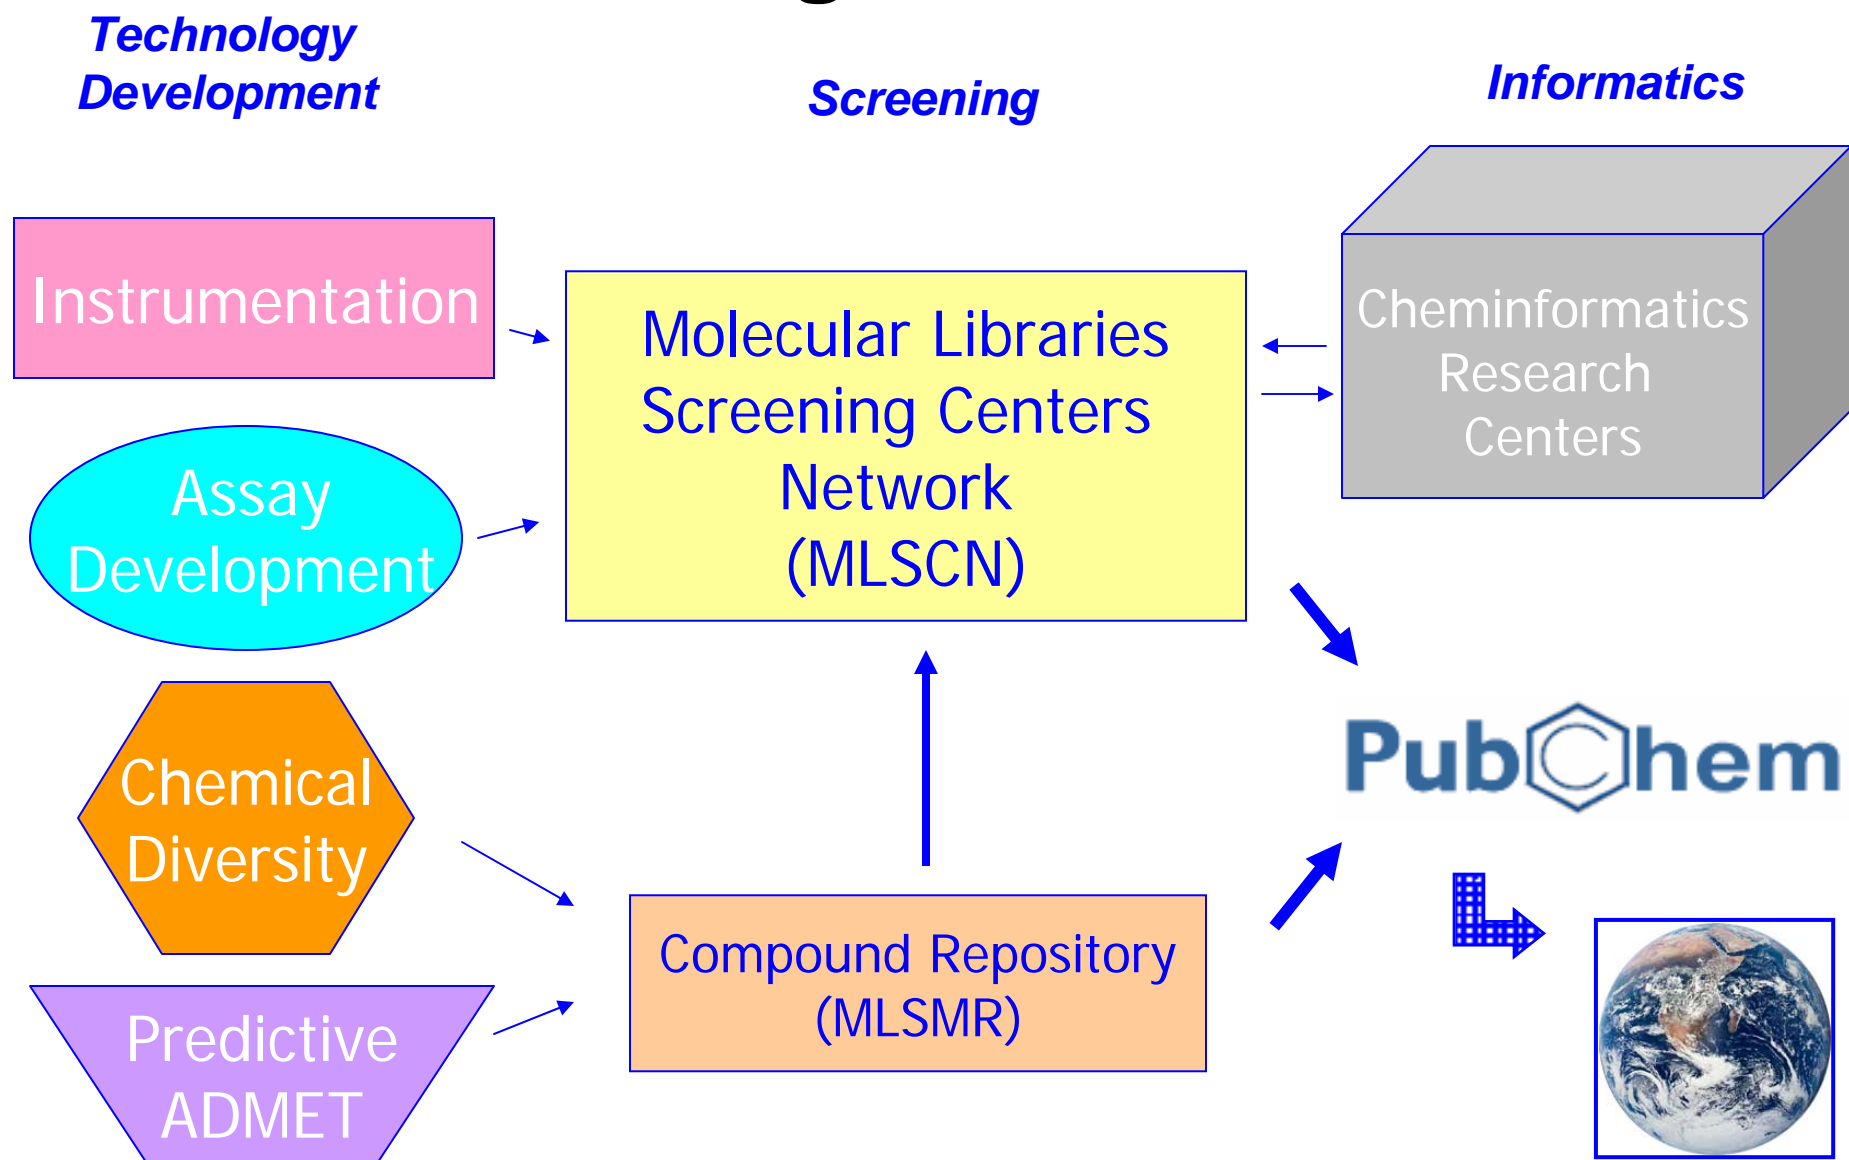 Technology
Development
Screening
Informatics
Instrumentation
Assay
Development
Chemical
Diversity
Predictive
ADMET
Molecular Libraries
Screening Centers
Network
(MLSCN)
Compound Repository
(MLSMR)
Cheminformatics
Research
Centers
PubChem